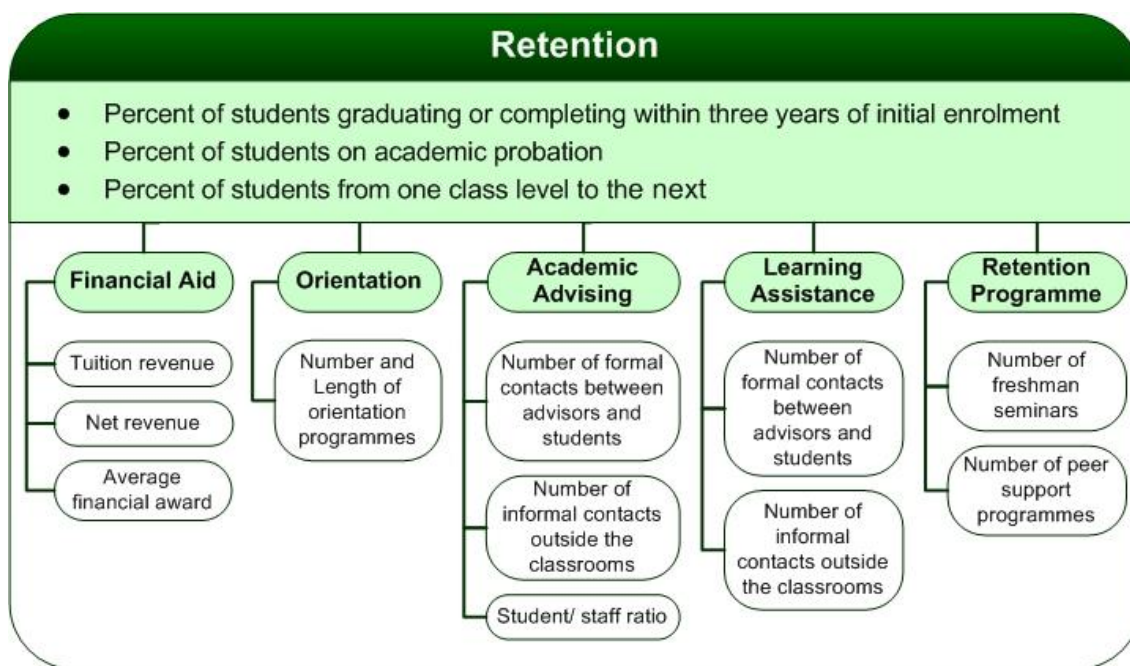 Retention
• Percent of students graduating or completing within three years of initial enrolment
• Percent of students on academic probation
• Percent of students from one class level to the next
Financial Aid
Tuition revenue
Net revenue
Average
financial award
Orientation
Number and
Length of
orientation
programmes
Academic
Advising
Number of formal
contacts between
advisors and
students
Number of
informal contacts
outside the
classrooms
Student/ staff ratio
Learning
Assistance
Number of
formal contacts
between
advisors and
students
Number of
informal
contacts outside
the classrooms
Retention
Programme
Number of
freshman
seminars
Number of peer
support
programmes